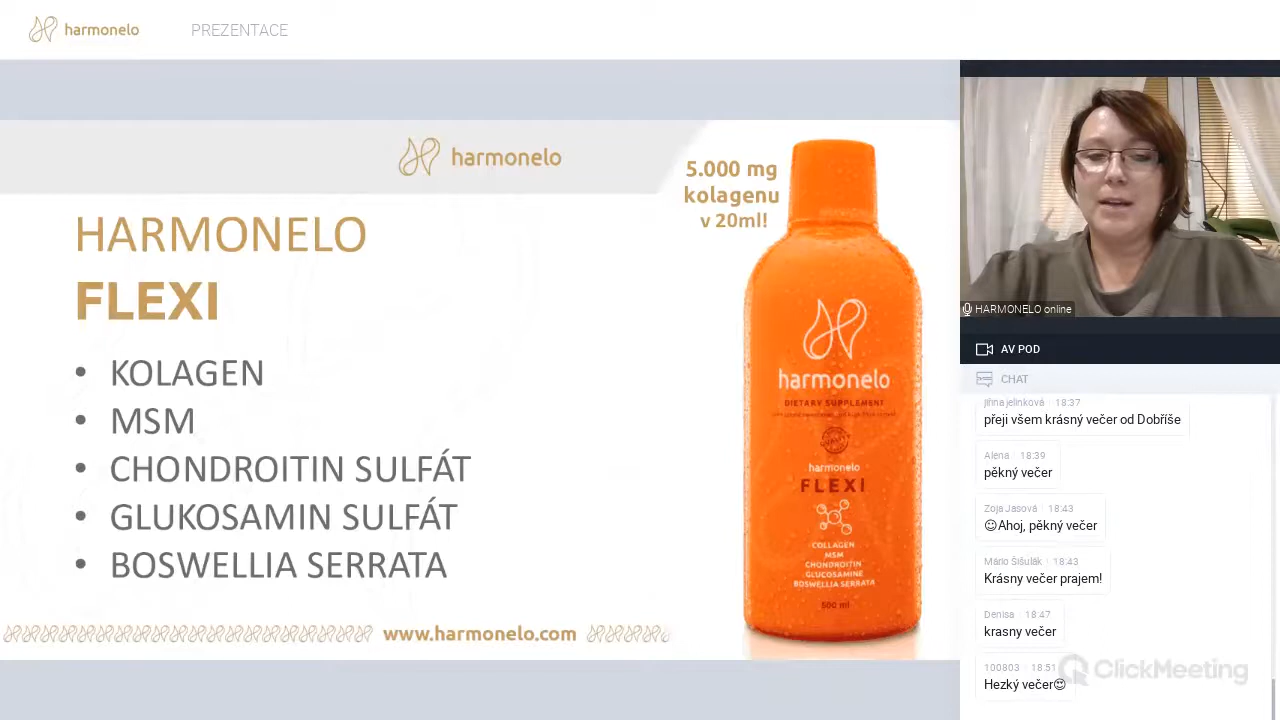 harmonelo
PREZENTACE
harmonelo
5.000 mg
kolagenu
v 20ml!
HARMONELO
FLEXI
• KOLAGEN
• MSM
• CHONDROITIN SULFÁT
• GLUKOSAMIN SULFÁT
• BOSWELLIA SERRATA
harmonelo
DIETARY SUPPLEMENT
QUALITY
harmonelo
FLEXI
COLLAGEN
MSM
CHONDROITIN
GLUCOSAMINE
BOSWELLIA SERRATA
500 ml
www.harmonelo.com
HARMONELO online
AV POD
CHAT
jiřina jelínková 18:37
přeji všem krásný večer od Dobříše
Alena 18:39
pěkný večer
Zoja Jasová 18:43
☺Ahoj, pěkný večer
Mário Šišulák 18:43
Krásny večer prajem!
Denisa 18:47
krasny večer
100803 18:51
Hezký večer😍
ClickMeeting